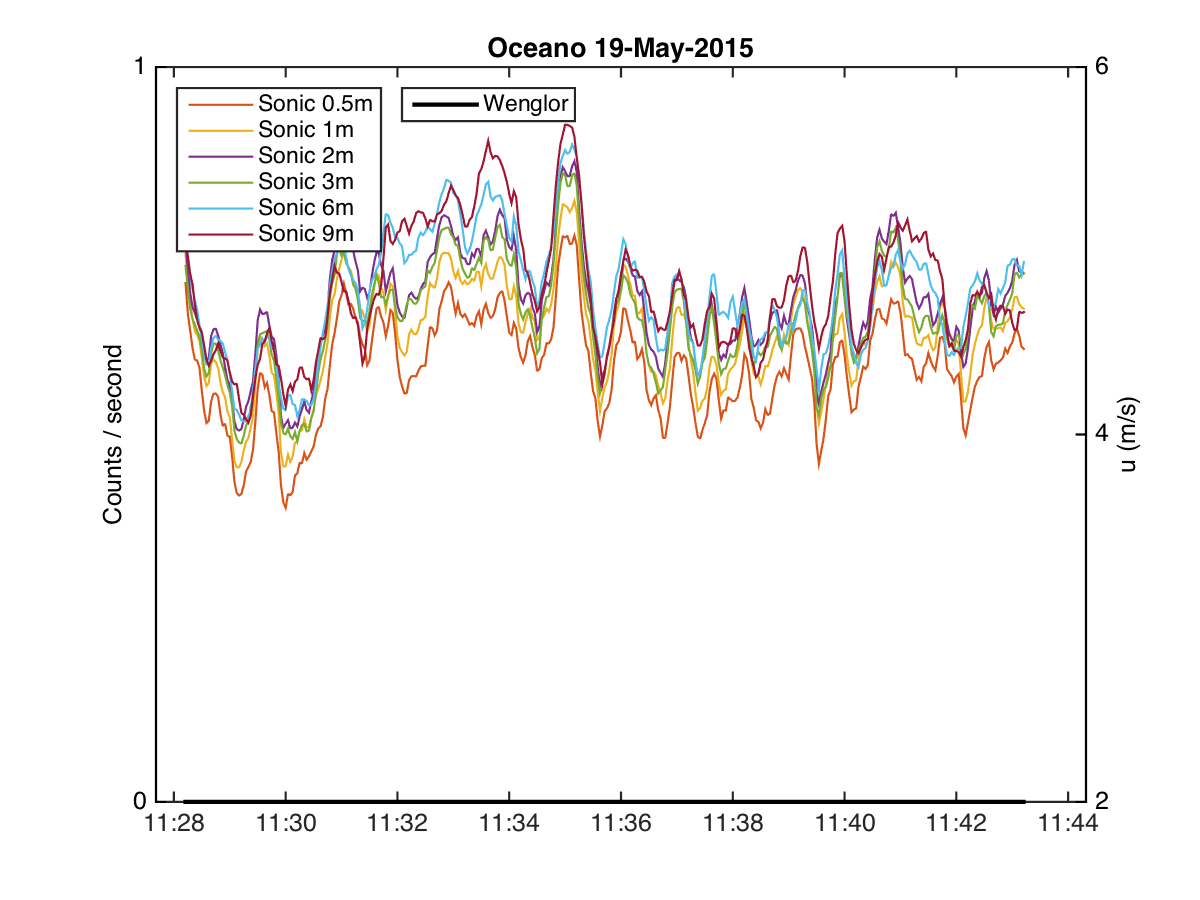 Oceano 19-May-2015
1
6
Sonic 0.5m
Wenglor
Sonic 1m
Sonic 2m
Sonic 3m
Sonic 6m
Sonic 9m
Counts / second
4
u (m/s)
0
2
11:28 11:30 11:32 11:34 11:36 11:38 11:40 11:42 11:44